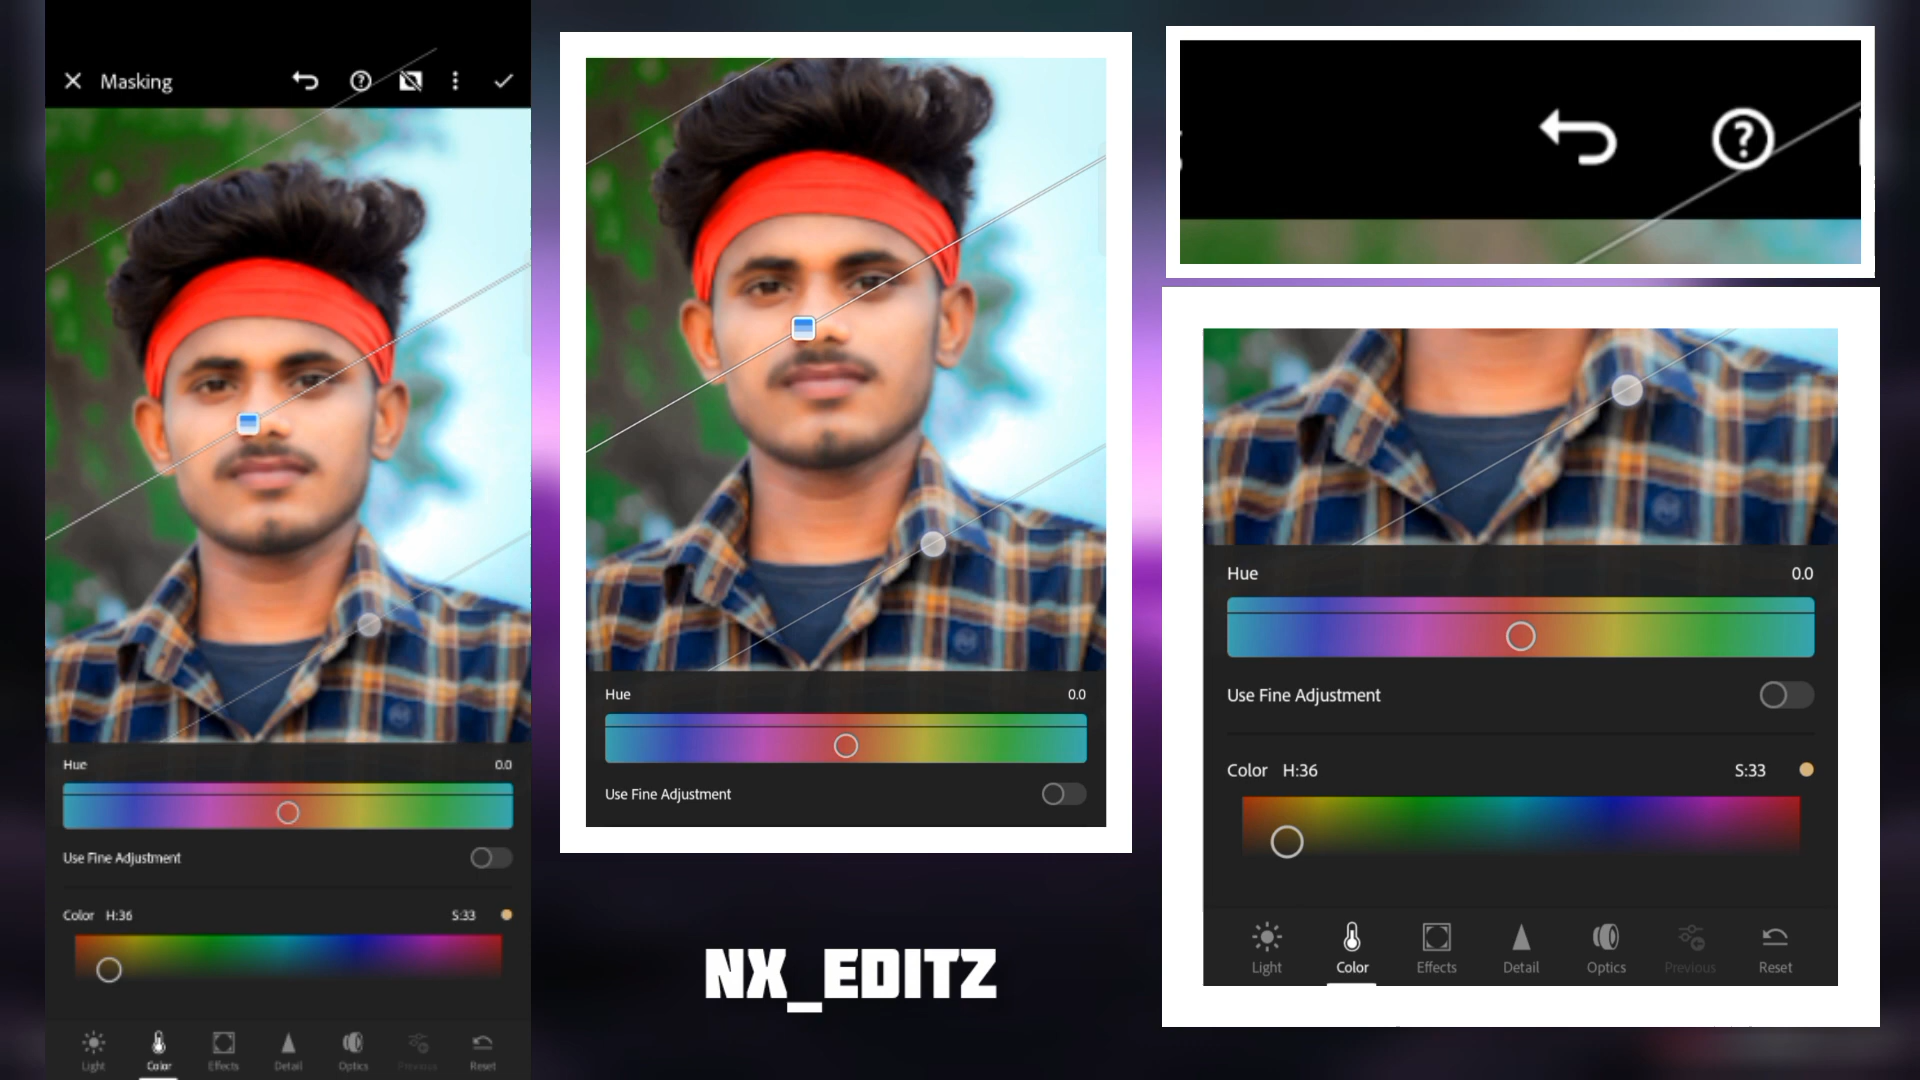 Masking
Hue 0.0
Use Fine Adjustment
Color H:36 S:33
Light Color Effects Detail Optics Previous Reset
Hue 0.0
Use Fine Adjustment
NX_EDITZ
?
Hue 0.0
Use Fine Adjustment
Color H:36 S:33
Light Color Effects Detail Optics Previous Reset